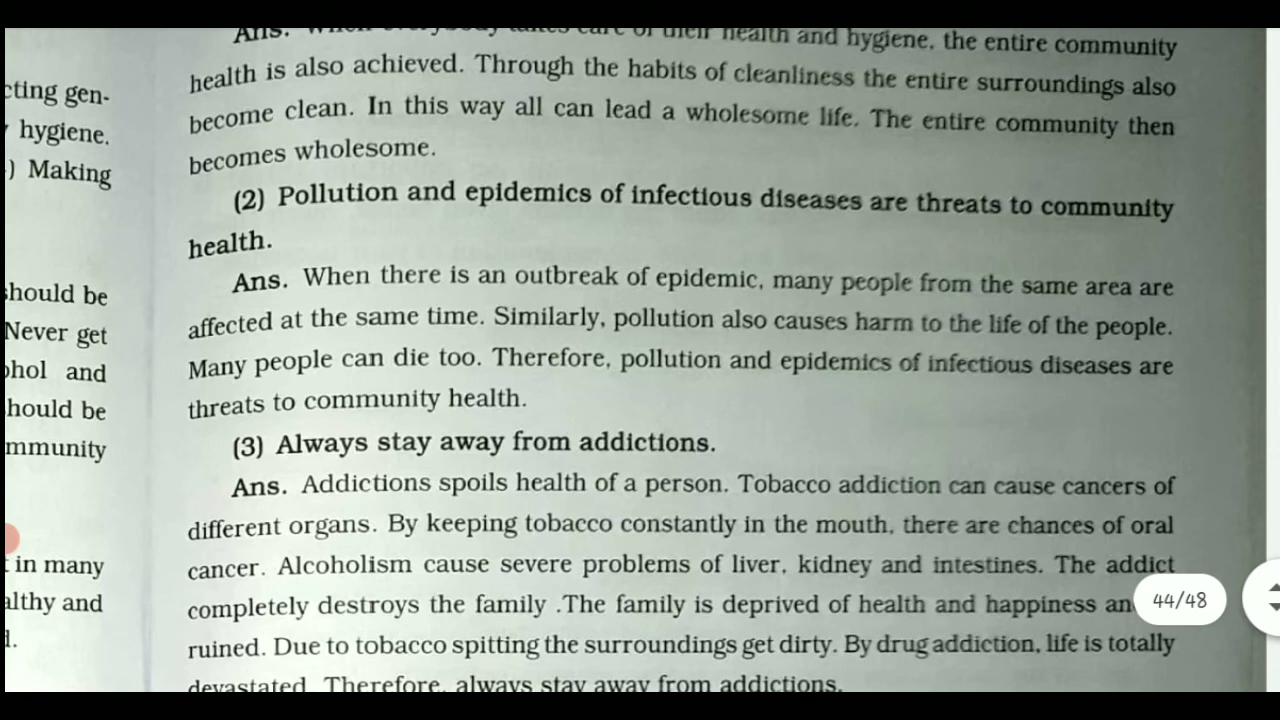 cting gen-
hygiene.
) Making
should be
Never get
ohol and
hould be
mmunity
in many
althy and
d.
Ans. When everybody takes care of their health and hygiene, the entire community
health is also achieved. Through the habits of cleanliness the entire surroundings also
become clean. In this way all can lead a wholesome life. The entire community then
becomes wholesome.
(2) Pollution and epidemics of infectious diseases are threats to community
health.
Ans. When there is an outbreak of epidemic, many people from the same area are
affected at the same time. Similarly, pollution also causes harm to the life of the people.
Many people can die too. Therefore, pollution and epidemics of infectious diseases are
threats to community health.
(3) Always stay away from addictions.
Ans. Addictions spoils health of a person. Tobacco addiction can cause cancers of
different organs. By keeping tobacco constantly in the mouth, there are chances of oral
cancer. Alcoholism cause severe problems of liver, kidney and intestines. The addict
completely destroys the family .The family is deprived of health and happiness an
ruined. Due to tobacco spitting the surroundings get dirty. By drug addiction, life is totally
devastated. Therefore, always stay away from addictions.
44/48